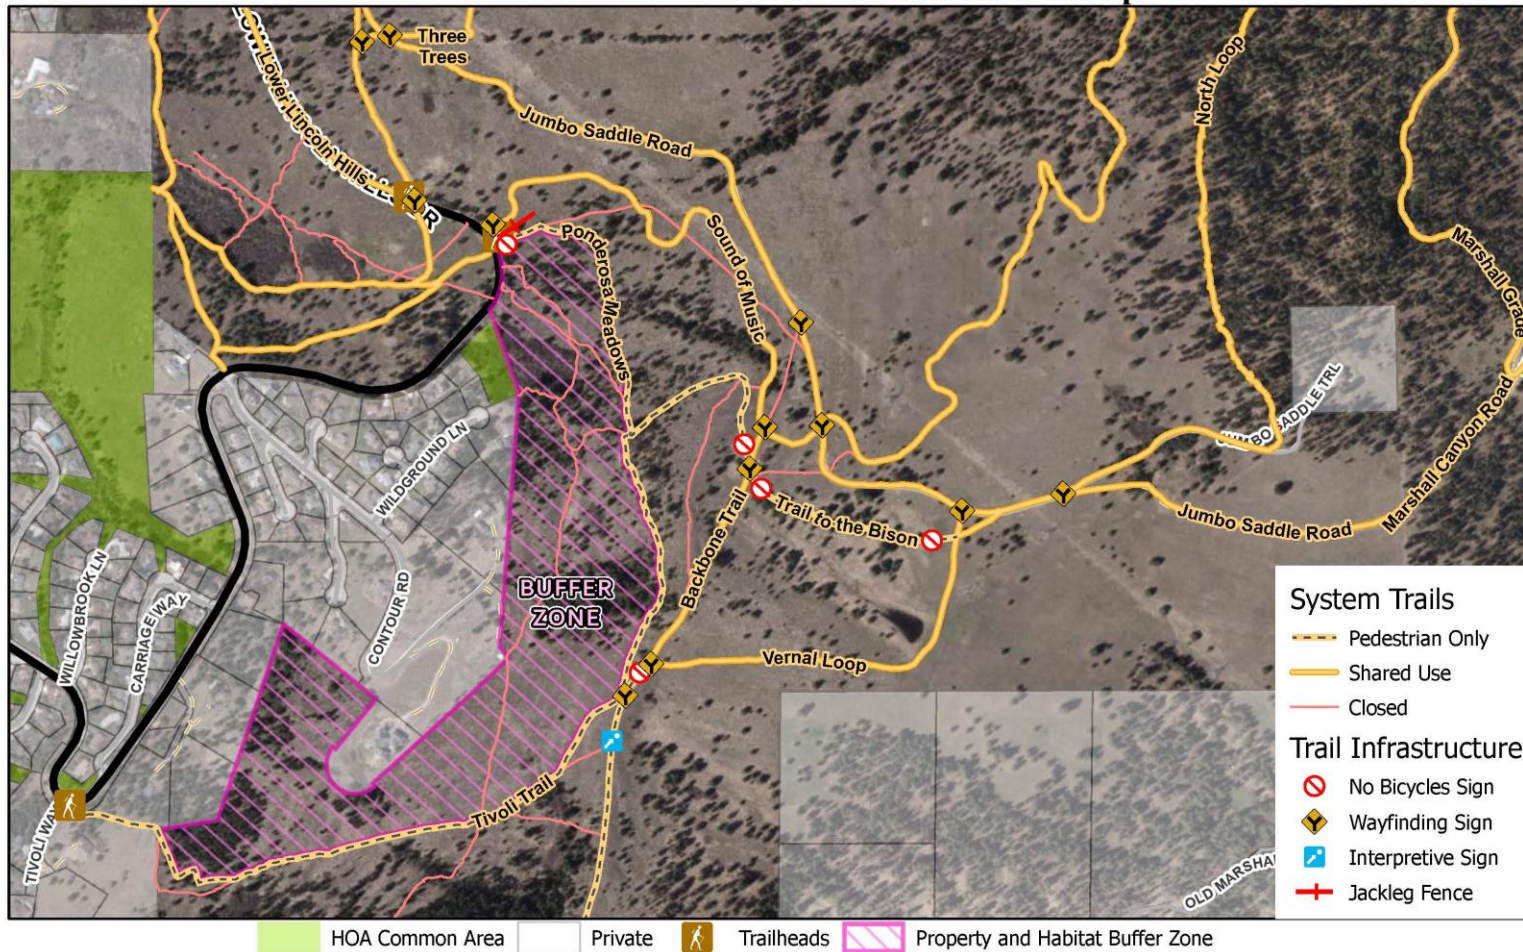 Three
Trees
Lower Lincoln Hills
Jumbo Saddle Road
North Loop
Ponderosa Meadows
Sound of Music
Marshall Grade
JUMBO SADDLE TRL
Marshall Canyon Road
WILDGROUND LN
Trail to the Bison
Jumbo Saddle Road
Backbone Trail
WILLOWBROOK LN
CARRIAGE WAY
CONTOUR RD
BUFFER
ZONE
Vernal Loop
Tivoli Trail
TIVOLI WAY
OLD MARSHA
System Trails
Pedestrian Only
Shared Use
Closed
Trail Infrastructure
No Bicycles Sign
Wayfinding Sign
Interpretive Sign
Jackleg Fence
HOA Common Area
Private
Trailheads
Property and Habitat Buffer Zone